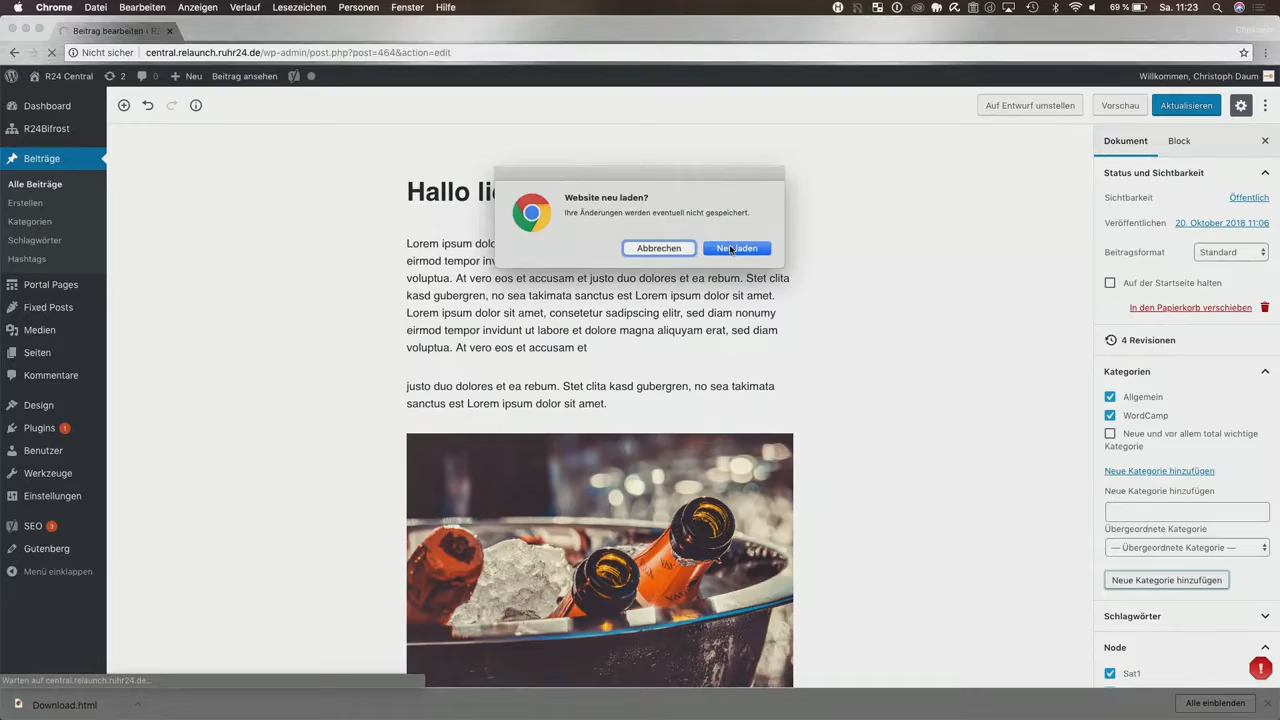 Chrome Datei Bearbeiten Anzeigen Verlauf Lesezeichen Personen Fenster Hilfe 69 % Sa. 11:23
Beitrag bearbeiten ‹ R2
Nicht sicher central.relaunch.ruhr24.de/wp-admin/post.php?post=464&action=edit
R24 Central 2 0 Neu Beitrag ansehen Willkommen, Christoph Daum
Dashboard
R24Bifrost
Beiträge
Alle Beiträge
Erstellen
Kategorien
Schlagwörter
Hashtags
Portal Pages
Fixed Posts
Medien
Seiten
Kommentare
Design
Plugins 1
Benutzer
Werkzeuge
Einstellungen
SEO 3
Gutenberg
Menü einklappen
Auf Entwurf umstellen Vorschau Aktualisieren
Website neu laden?
Ihre Änderungen werden eventuell nicht gespeichert.
Abbrechen Neu laden
Hallo
Lorem ipsum
eirmod tempor
voluptua. At vero eos et accusam et justo duo dolores et ea rebum. Stet clita
kasd gubergren, no sea takimata sanctus est Lorem ipsum dolor sit amet.
Lorem ipsum dolor sit amet, consetetur sadipscing elitr, sed diam nonumy
eirmod tempor invidunt ut labore et dolore magna aliquyam erat, sed diam
voluptua. At vero eos et accusam et
justo duo dolores et ea rebum. Stet clita kasd gubergren, no sea takimata
sanctus est Lorem ipsum dolor sit amet.
Dokument Block
Status und Sichtbarkeit
Sichtbarkeit Öffentlich
Veröffentlichen 20. Oktober 2018 11:06
Beitragsformat Standard
Auf der Startseite halten
In den Papierkorb verschieben
4 Revisionen
Kategorien
Allgemein
WordCamp
Neue und vor allem total wichtige
Kategorie
Neue Kategorie hinzufügen
Neue Kategorie hinzufügen
Übergeordnete Kategorie
— Übergeordnete Kategorie —
Neue Kategorie hinzufügen
Schlagwörter
Node
Sat1
Warten auf central.relaunch.ruhr24.de...
Download.html Alle einblenden